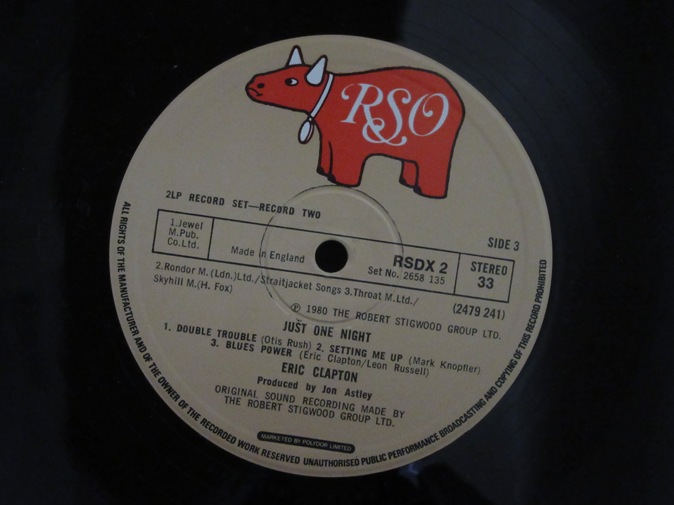 RSO
2LP RECORD SET—RECORD TWO
SIDE 3
1.Jewel
M.Pub.
Co.Ltd.
Made in England
RSDX 2
Set No. 2658 135
STEREO
33
2.Rondor M.(Ldn.)Ltd./Straitjacket Songs 3.Throat M.Ltd./
Skyhill M.(H. Fox)
(2479 241)
℗ 1980 THE ROBERT STIGWOOD GROUP LTD.
JUST ONE NIGHT
1. DOUBLE TROUBLE (Otis Rush) 2. SETTING ME UP (Mark Knopfler)
3. BLUES POWER (Eric Clapton/Leon Russell)
ERIC CLAPTON
Produced by Jon Astley
ORIGINAL SOUND RECORDING MADE BY
THE ROBERT STIGWOOD GROUP LTD.
MARKETED BY POLYDOR LIMITED
ALL RIGHTS OF THE MANUFACTURER AND OF THE OWNER OF THE RECORDED WORK RESERVED UNAUTHORISED PUBLIC PERFORMANCE BROADCASTING AND COPYING OF THIS RECORD PROHIBITED